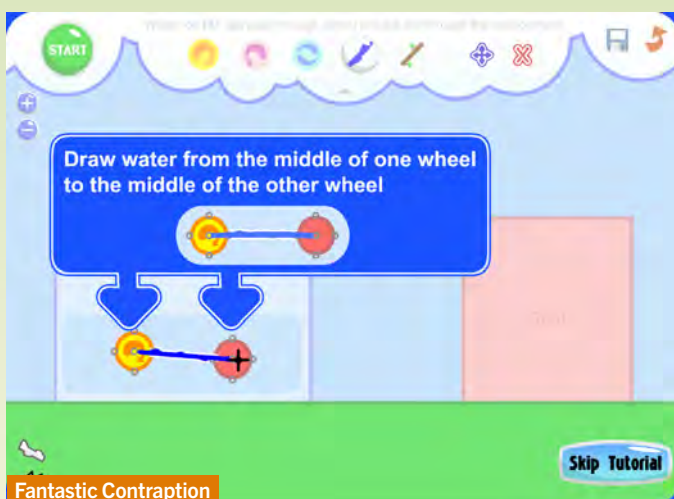 START
Draw water from the middle of one wheel
to the middle of the other wheel
Goal
Skip Tutorial
Fantastic Contraption